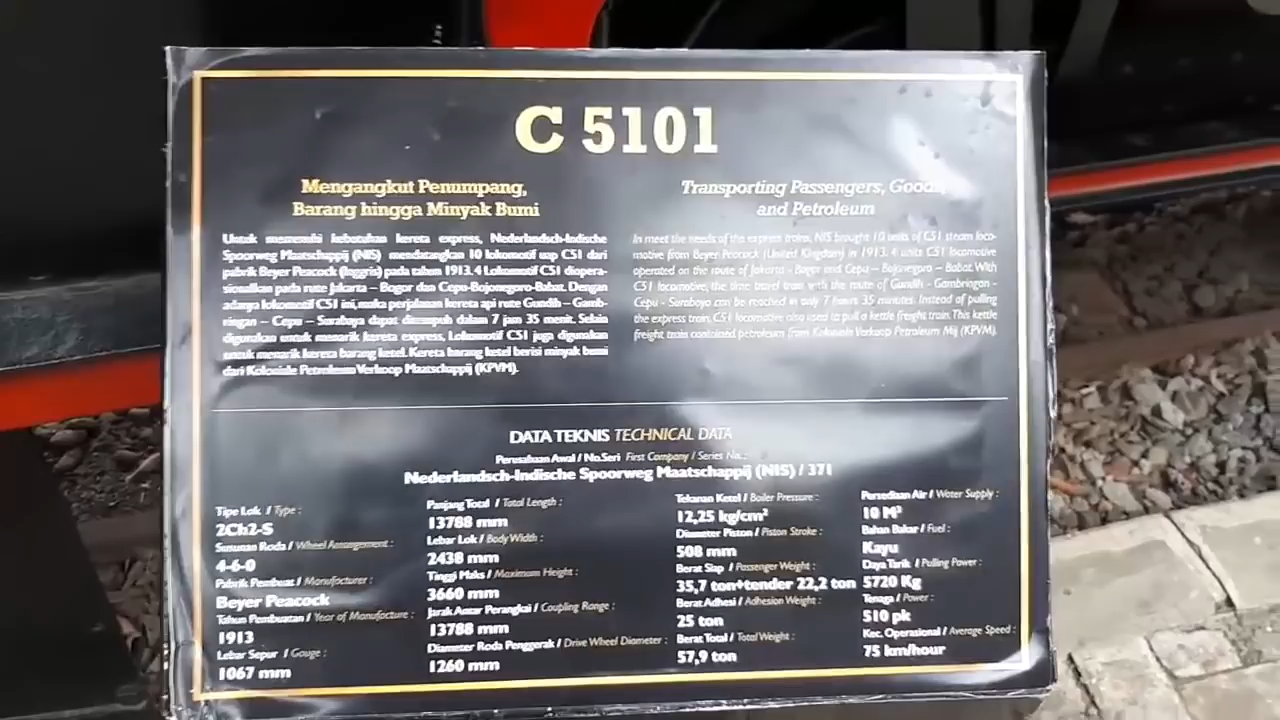 C 5101
Mengangkut Penumpang,
Barang hingga Minyak Bumi
Untuk memenuhi kebutuhan kereta express, Nederlandsch-Indische
Spoorweg Maatschappij (NIS) mendatangkan 10 lokomotif uap C51 dari
pabrik Beyer Peacock (Inggris) pada tahun 1913. 4 Lokomotif C51 diopera-
sionalkan pada rute Jakarta – Bogor dan Cepu-Bojonegoro-Babat. Dengan
adanya lokomotif C51 ini, maka perjalanan kereta api rute Gundih – Gamb-
ringan – Cepu – Surabaya dapat ditempuh dalam 7 jam 35 menit. Selain
digunakan untuk menarik kereta express, Lokomotif C51 juga digunakan
untuk menarik kereta barang ketel. Kereta barang ketel berisi minyak bumi
dari Koloniale Petroleum Verkoop Maatschappij (KPVM).
Transporting Passengers, Goods,
and Petroleum
In meet the needs of the express trains, NIS brought 10 units of C51 steam loco-
motive from Beyer Peacock (United Kingdom) in 1913. 4 units C51 locomotive
operated on the route of Jakarta - Bogor and Cepu – Bojonegoro – Babat. With
C51 locomotive, the time travel train with the route of Gundih - Gambringan -
Cepu - Surabaya can be reached in only 7 hours 35 minutes. Instead of pulling
the express train, C51 locomotive also used to pull a kettle freight train. This kettle
freight train contained petroleum from Koloniale Verkoop Petroleum Mij (KPVM).
DATA TEKNIS TECHNICAL DATA
Perusahaan Awal / No.Seri First Company / Series No.:
Nederlandsch-Indische Spoorweg Maatschappij (NIS) / 371
Tipe Lok / Type :
2Ch2-S
Susunan Roda / Wheel Arrangement :
4-6-0
Pabrik Pembuat / Manufacturer :
Beyer Peacock
Tahun Pembuatan / Year of Manufacture :
1913
Lebar Sepur / Gauge :
1067 mm
Panjang Total / Total Length :
13788 mm
Lebar Lok / Body Width :
2438 mm
Tinggi Maks / Maximum Height :
3660 mm
Jarak Antar Perangkai / Coupling Range :
13788 mm
Diameter Roda Penggerak / Drive Wheel Diameter :
1260 mm
Tekanan Ketel / Boiler Pressure :
12,25 kg/cm²
Diameter Piston / Piston Stroke :
508 mm
Berat Siap / Passenger Weight :
35,7 ton+tender 22,2 ton
Berat Adhesi / Adhesion Weight :
25 ton
Berat Total / Total Weight :
57,9 ton
Persediaan Air / Water Supply :
10 M³
Bahan Bakar / Fuel :
Kayu
Daya Tarik / Pulling Power :
5720 Kg
Tenaga / Power :
510 pk
Kec. Operasional / Average Speed :
75 km/hour